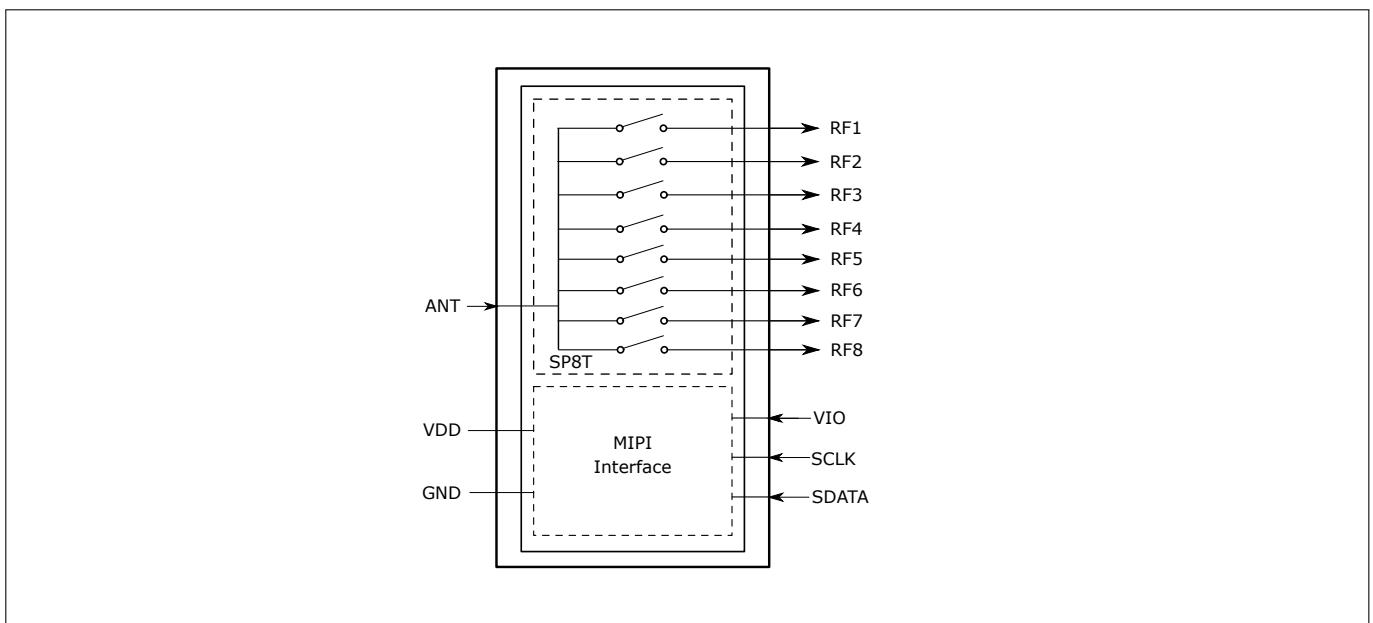 RF1
RF2
RF3
RF4
RF5
RF6
ANT
RF7
RF8
SP8T
VIO
VDD
MIPI
Interface
SCLK
GND
SDATA